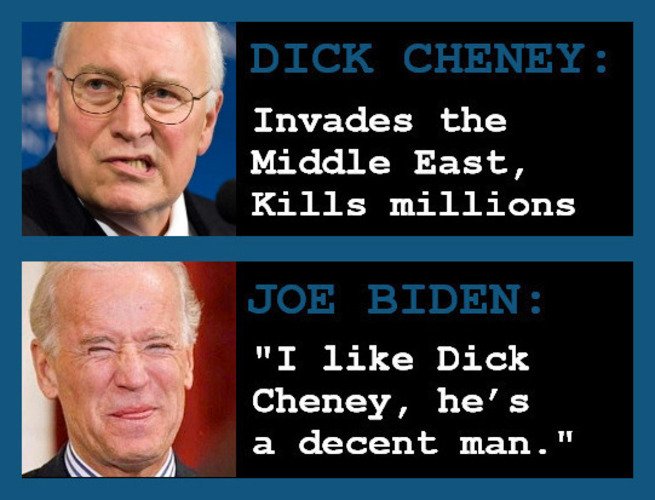 DICK CHENEY:
Invades the
Middle East,
Kills millions
JOE BIDEN:
"I like Dick
Cheney, he’s
a decent man."